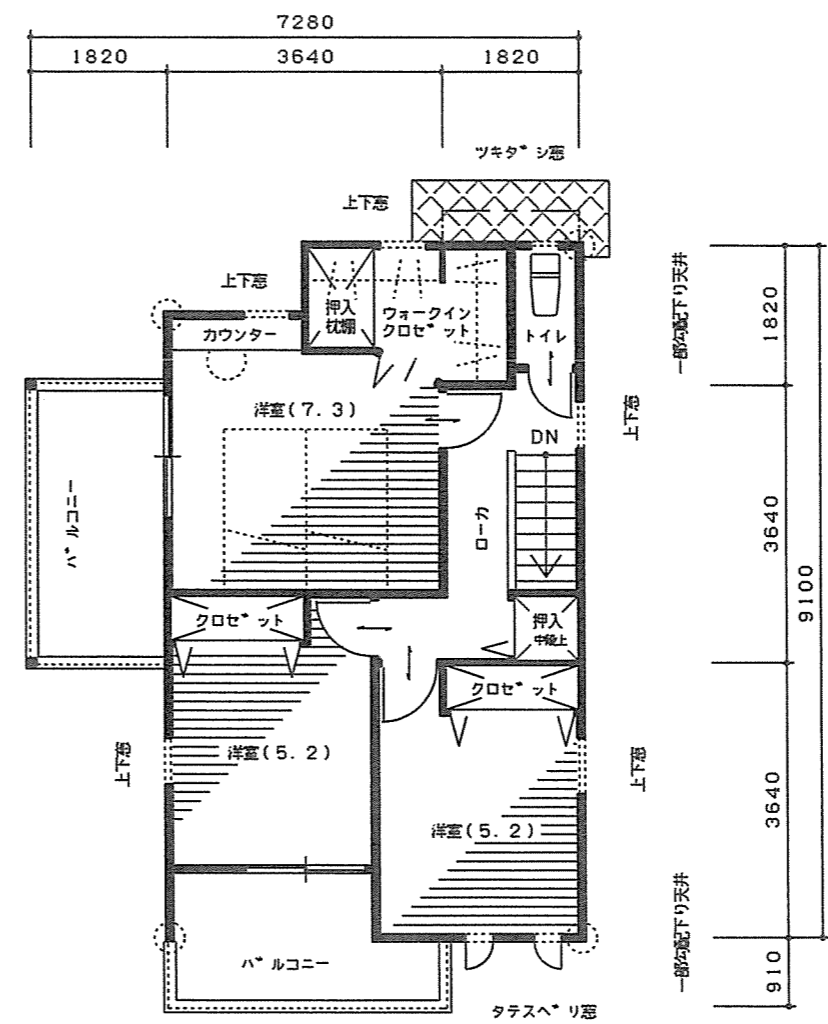 7280
1820
3640
1820
ツキダシ窓
上下窓
上下窓
一部勾配下り天井
1820
押入
枕棚
ウォークイン
クロゼット
トイレ
カウンター
洋室(7.3)
上下窓
DN
バルコニー
ローカ
3640
9100
クロゼット
押入
中段上
クロゼット
上下窓
洋室(5.2)
上下窓
洋室(5.2)
3640
一部勾配下り天井
バルコニー
910
タテスベリ窓